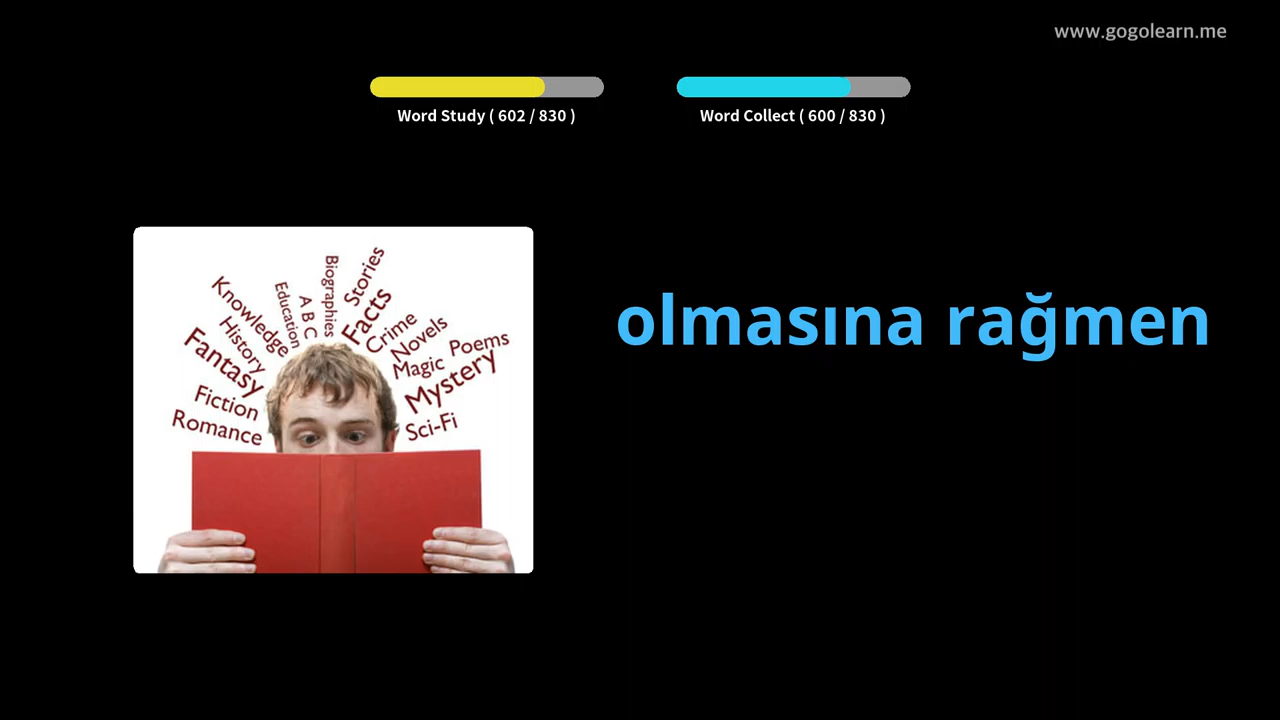 www.gogolearn.me
Word Study ( 602 / 830 )
Word Collect ( 600 / 830 )
olmasına rağmen
Biographies
Stories
Education
A B C
Facts
Knowledge
Crime
History
Novels
Poems
Fantasy
Magic
Mystery
Fiction
Romance
Sci-Fi